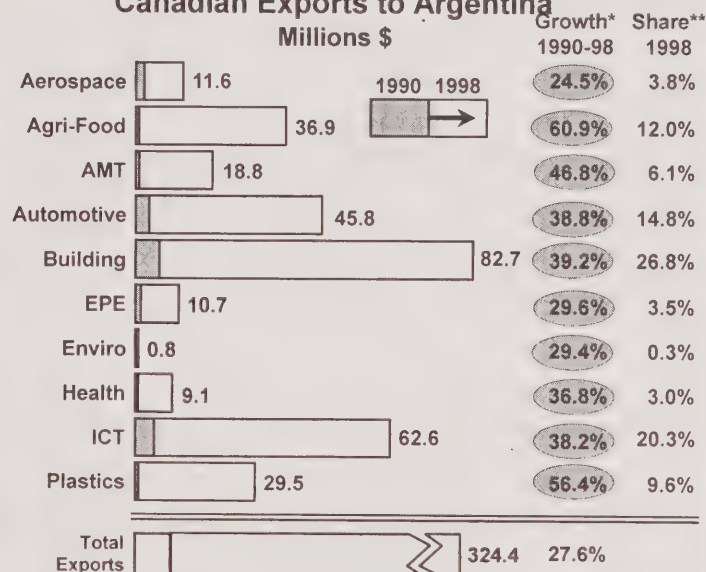 Canadian Exports to Argentina
Millions $
Growth* Share**
1990-98 1998
1990 1998
Aerospace 11.6 24.5% 3.8%
Agri-Food 36.9 60.9% 12.0%
AMT 18.8 46.8% 6.1%
Automotive 45.8 38.8% 14.8%
Building 82.7 39.2% 26.8%
EPE 10.7 29.6% 3.5%
Enviro 0.8 29.4% 0.3%
Health 9.1 36.8% 3.0%
ICT 62.6 38.2% 20.3%
Plastics 29.5 56.4% 9.6%
Total
Exports 324.4 27.6%